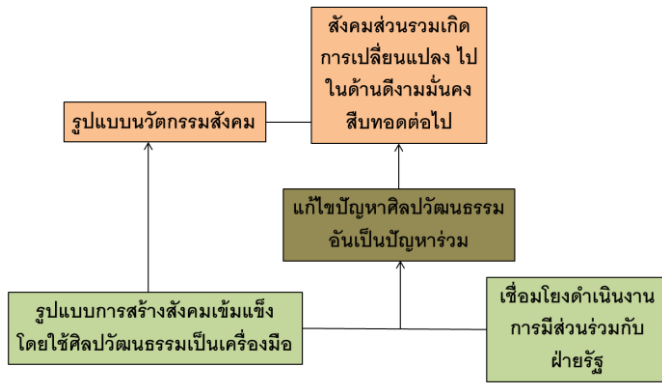 สังคมส่วนรวมเกิด
การเปลี่ยนแปลง ไป
ในด้านดีงามมั่นคง
สืบทอดต่อไป
รูปแบบนวัตกรรมสังคม
แก้ไขปัญหาศิลปวัฒนธรรม
อันเป็นปัญหาร่วม
รูปแบบการสร้างสังคมเข้มแข็ง
โดยใช้ศิลปวัฒนธรรมเป็นเครื่องมือ
เชื่อมโยงดำเนินงาน
การมีส่วนร่วมกับ
ฝ่ายรัฐ